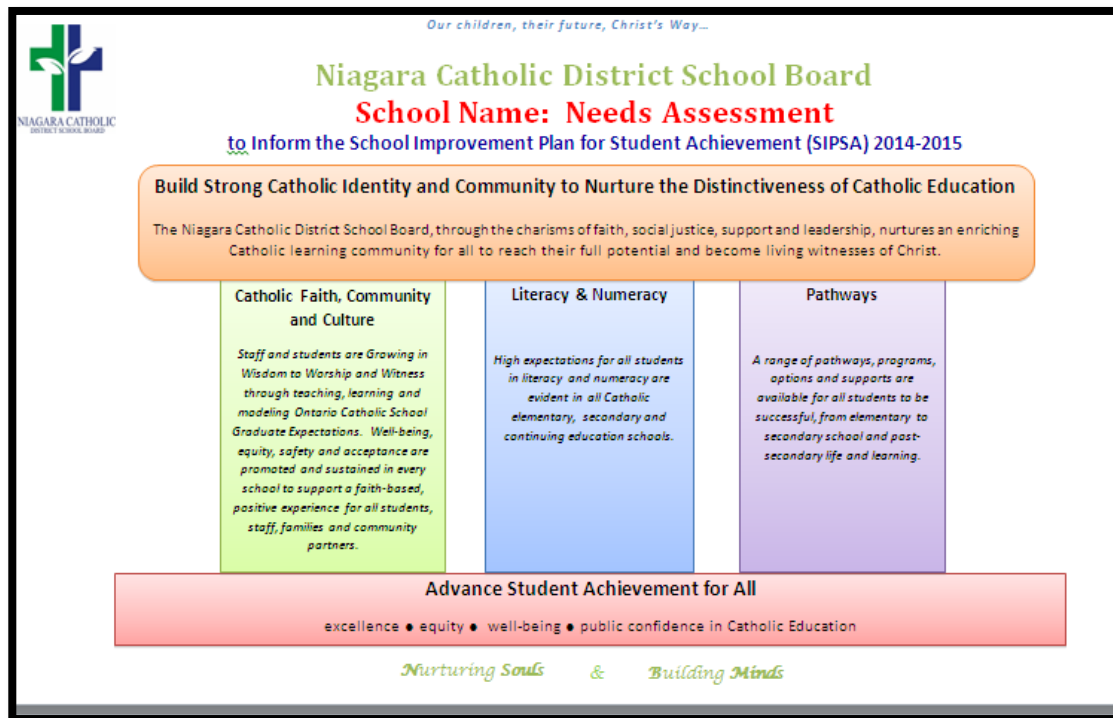 Our children, their future, Christ's Way…
NIAGARA CATHOLIC
DISTRICT SCHOOL BOARD
Niagara Catholic District School Board
School Name: Needs Assessment
to Inform the School Improvement Plan for Student Achievement (SIPSA) 2014-2015
Build Strong Catholic Identity and Community to Nurture the Distinctiveness of Catholic Education
The Niagara Catholic District School Board, through the charisms of faith, social justice, support and leadership, nurtures an enriching
Catholic learning community for all to reach their full potential and become living witnesses of Christ.
Catholic Faith, Community
and Culture
Staff and students are Growing in
Wisdom to Worship and Witness
through teaching, learning and
modeling Ontario Catholic School
Graduate Expectations. Well-being,
equity, safety and acceptance are
promoted and sustained in every
school to support a faith-based,
positive experience for all students,
staff, families and community
partners.
Literacy & Numeracy
High expectations for all students
in literacy and numeracy are
evident in all Catholic
elementary, secondary and
continuing education schools.
Pathways
A range of pathways, programs,
options and supports are
available for all students to be
successful, from elementary to
secondary school and post-
secondary life and learning.
Advance Student Achievement for All
excellence ● equity ● well-being ● public confidence in Catholic Education
Nurturing Souls & Building Minds